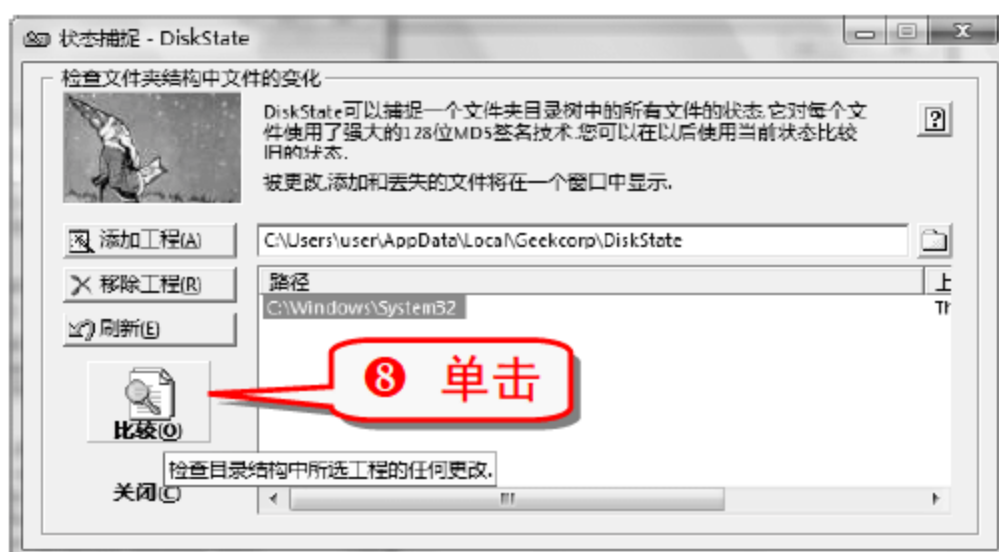 状态捕捉 - DiskState
检查文件夹结构中文件的变化
DiskState可以捕捉一个文件夹目录树中的所有文件的状态.它对每个文
件使用了强大的128位MD5签名技术.您可以在以后使用当前状态比较
旧的状态.
被更改,添加和丢失的文件将在一个窗口中显示.
添加工程(A)
C:\Users\user\AppData\Local\Geekcorp\DiskState
移除工程(R)
路径 上
C:\Windows\System32 Th
刷新(E)
8 单击
比较(O)
检查目录结构中所选工程的任何更改.
关闭(C)